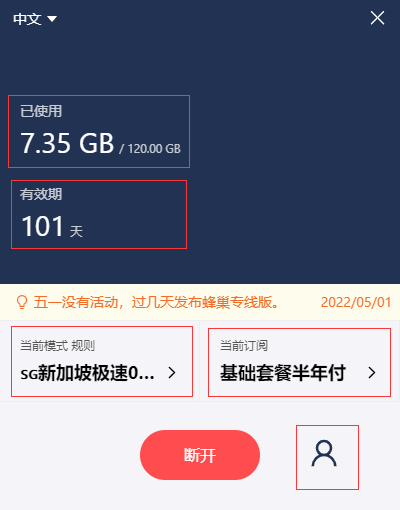 中文
已使用
7.35 GB / 120.00 GB
有效期
101 天
五一没有活动，过几天发布蜂巢专线版。 2022/05/01
当前模式 规则
SG新加坡极速0...
当前订阅
基础套餐半年付
断开